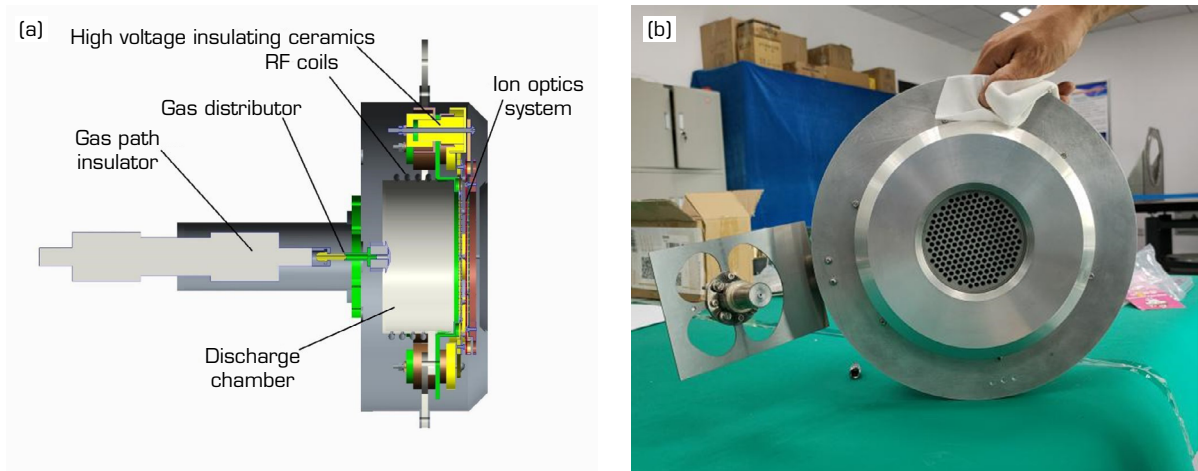 (a)
High voltage insulating ceramics
RF coils
Ion optics
system
Gas distributor
Gas path
insulator
Discharge
chamber
(b)